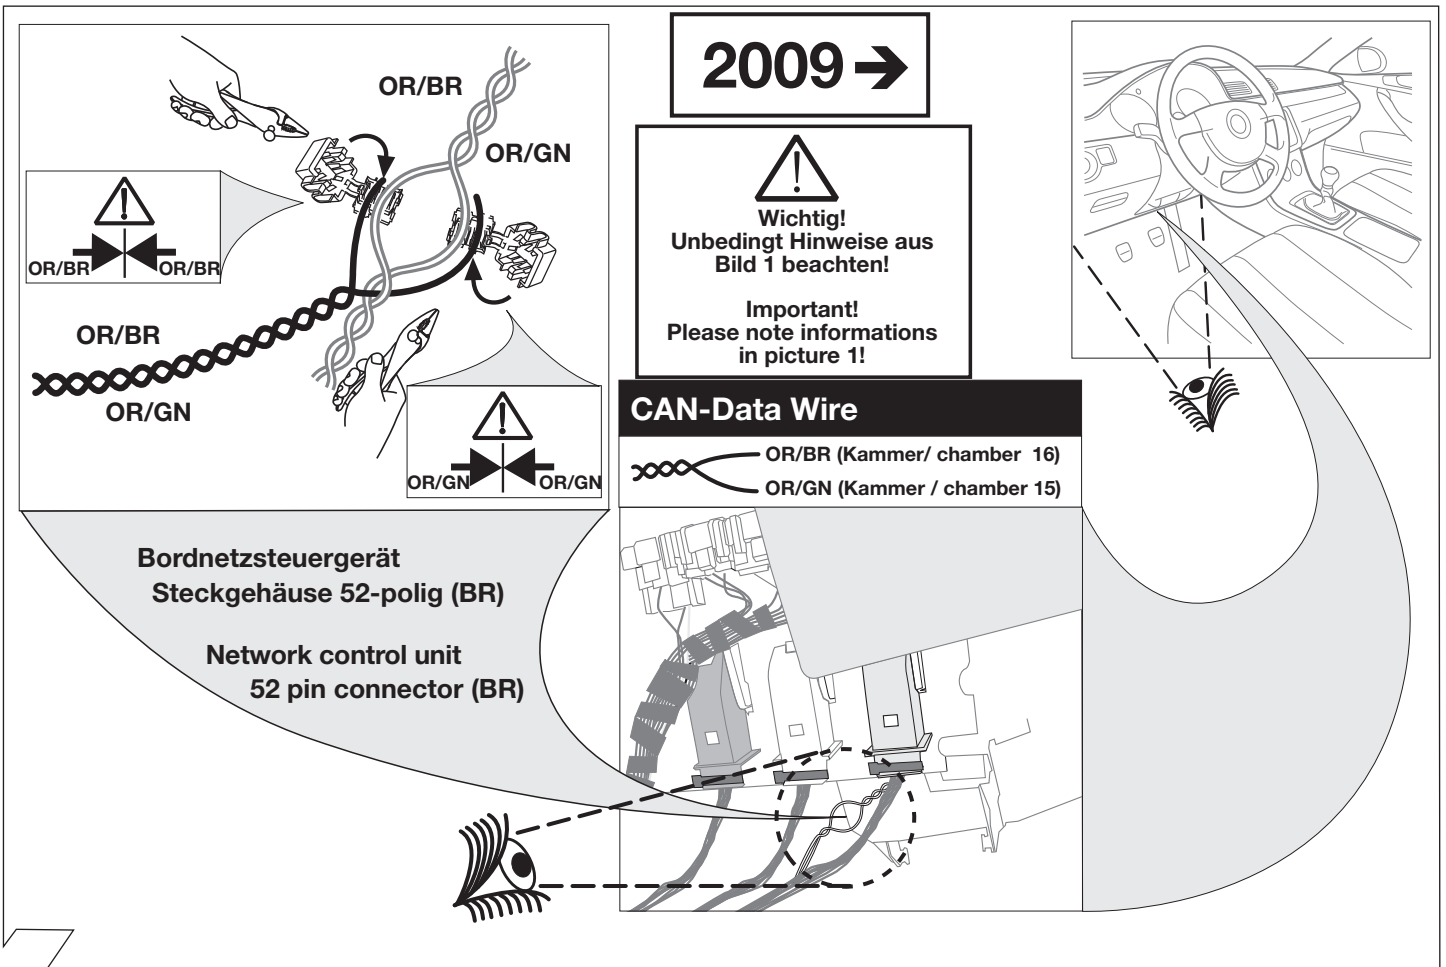 OR/BR
OR/GN
OR/BR
OR/BR
OR/BR
OR/GN
OR/GN
OR/GN
2009
Wichtig!
Unbedingt Hinweise aus
Bild 1 beachten!
Important!
Please note informations
in picture 1!
CAN-Data Wire
OR/BR (Kammer/ chamber 16)
OR/GN (Kammer / chamber 15)
Bordnetzsteuergerät
Steckgehäuse 52-polig (BR)
Network control unit
52 pin connector (BR)